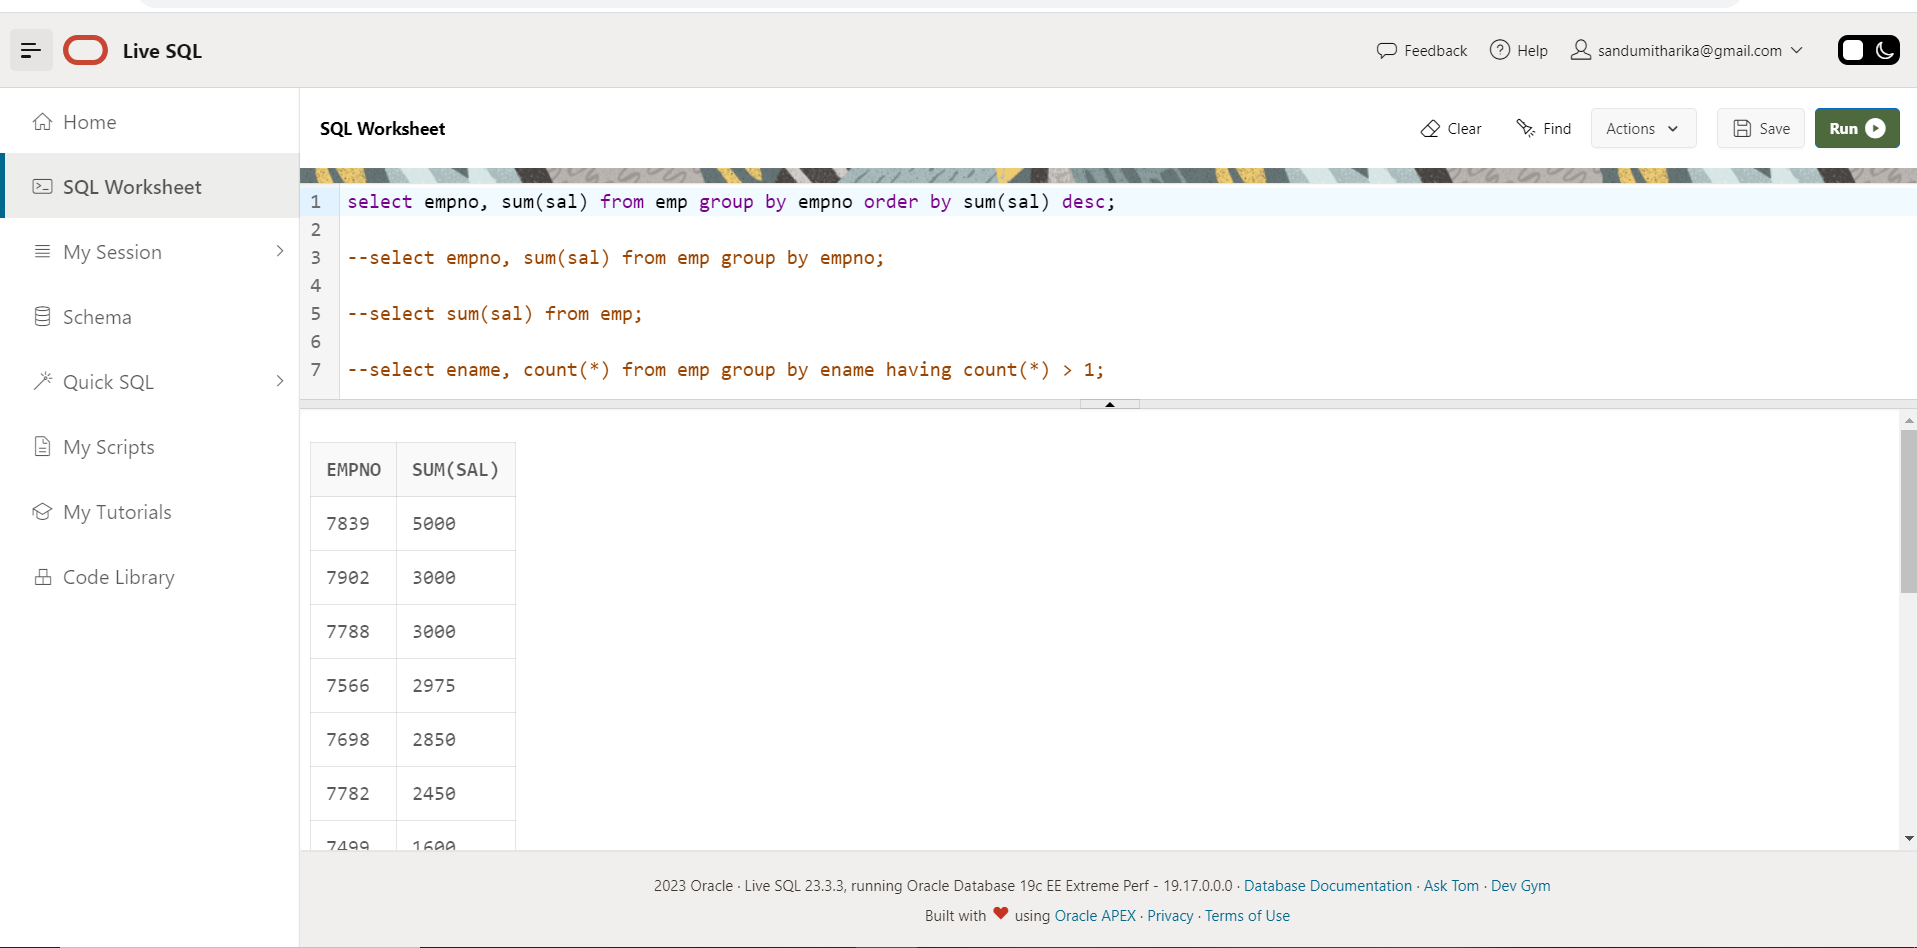 Live SQL
Feedback
Help
sandumitharika@gmail.com
Home
SQL Worksheet
My Session
Schema
Quick SQL
My Scripts
My Tutorials
Code Library
SQL Worksheet
Clear
Find
Actions
Save
Run
1 select empno, sum(sal) from emp group by empno order by sum(sal) desc;
2
3 --select empno, sum(sal) from emp group by empno;
4
5 --select sum(sal) from emp;
6
7 --select ename, count(*) from emp group by ename having count(*) > 1;
EMPNO SUM(SAL)
7839 5000
7902 3000
7788 3000
7566 2975
7698 2850
7782 2450
7499 1600
2023 Oracle · Live SQL 23.3.3, running Oracle Database 19c EE Extreme Perf - 19.17.0.0.0 · Database Documentation · Ask Tom · Dev Gym
Built with ❤ using Oracle APEX · Privacy · Terms of Use